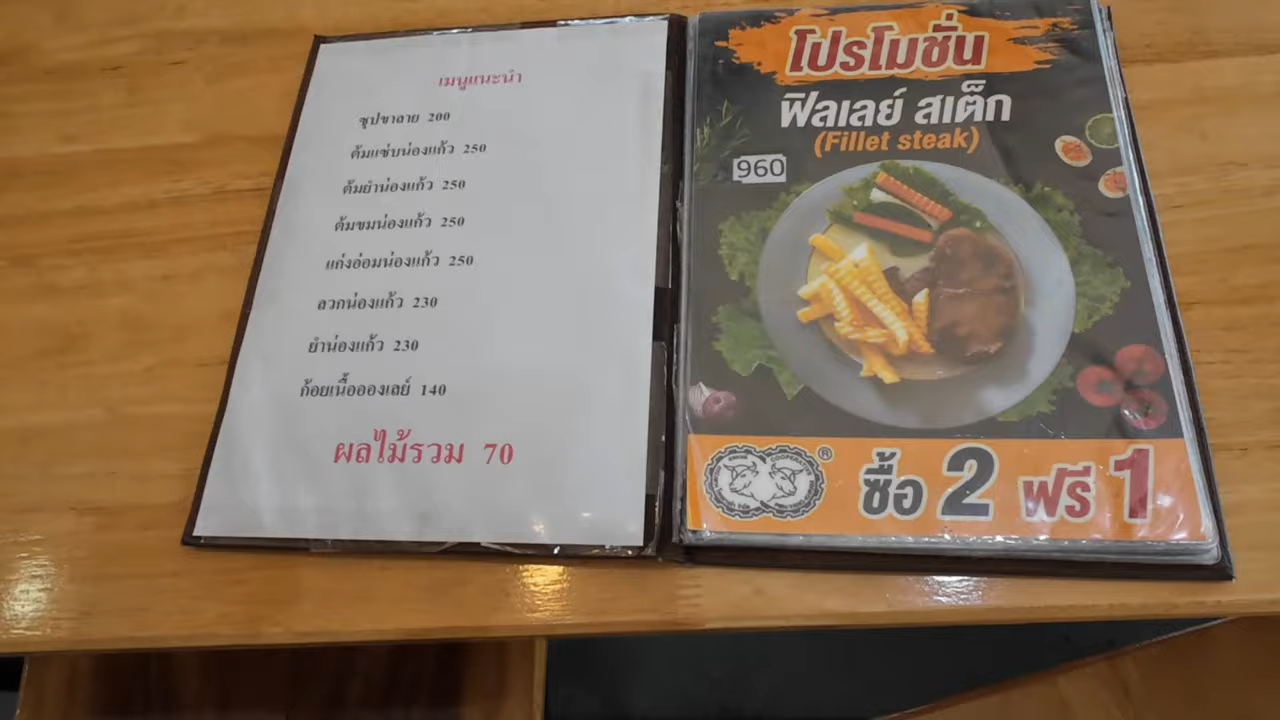 เมนูแนะนำ
ซุปขาลาย 200
ต้มแซ่บน่องแก้ว 250
ต้มยำน่องแก้ว 250
ต้มขมน่องแก้ว 250
แก่งอ่อมน่องแก้ว 250
ลวกน่องแก้ว 230
ยำน่องแก้ว 230
ก้อยเนื้อองเลย์ 140
ผลไม้รวม 70
โปรโมชั่น
ฟิลเลย์ สเต็ก
(Fillet steak)
960
COOPERATIVE
®
ซื้อ 2 ฟรี 1